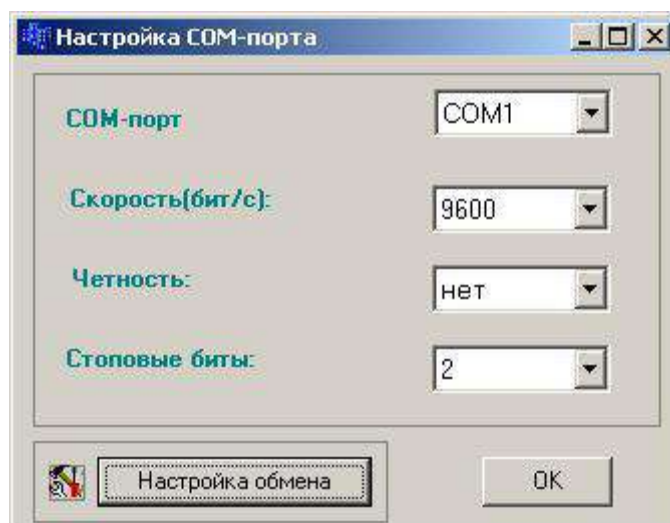 Настройка COM-порта
COM-порт COM1
Скорость(бит/с): 9600
Четность: нет
Стоповые биты: 2
Настройка обмена OK